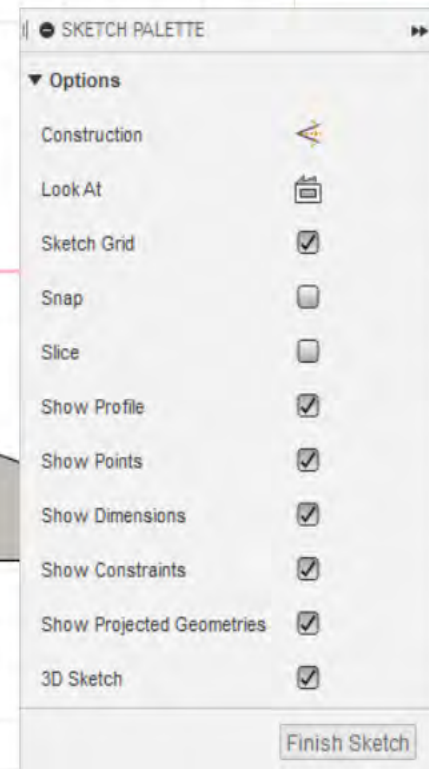 SKETCH PALETTE
Options
Construction
Look At
Sketch Grid
Snap
Slice
Show Profile
Show Points
Show Dimensions
Show Constraints
Show Projected Geometries
3D Sketch
Finish Sketch